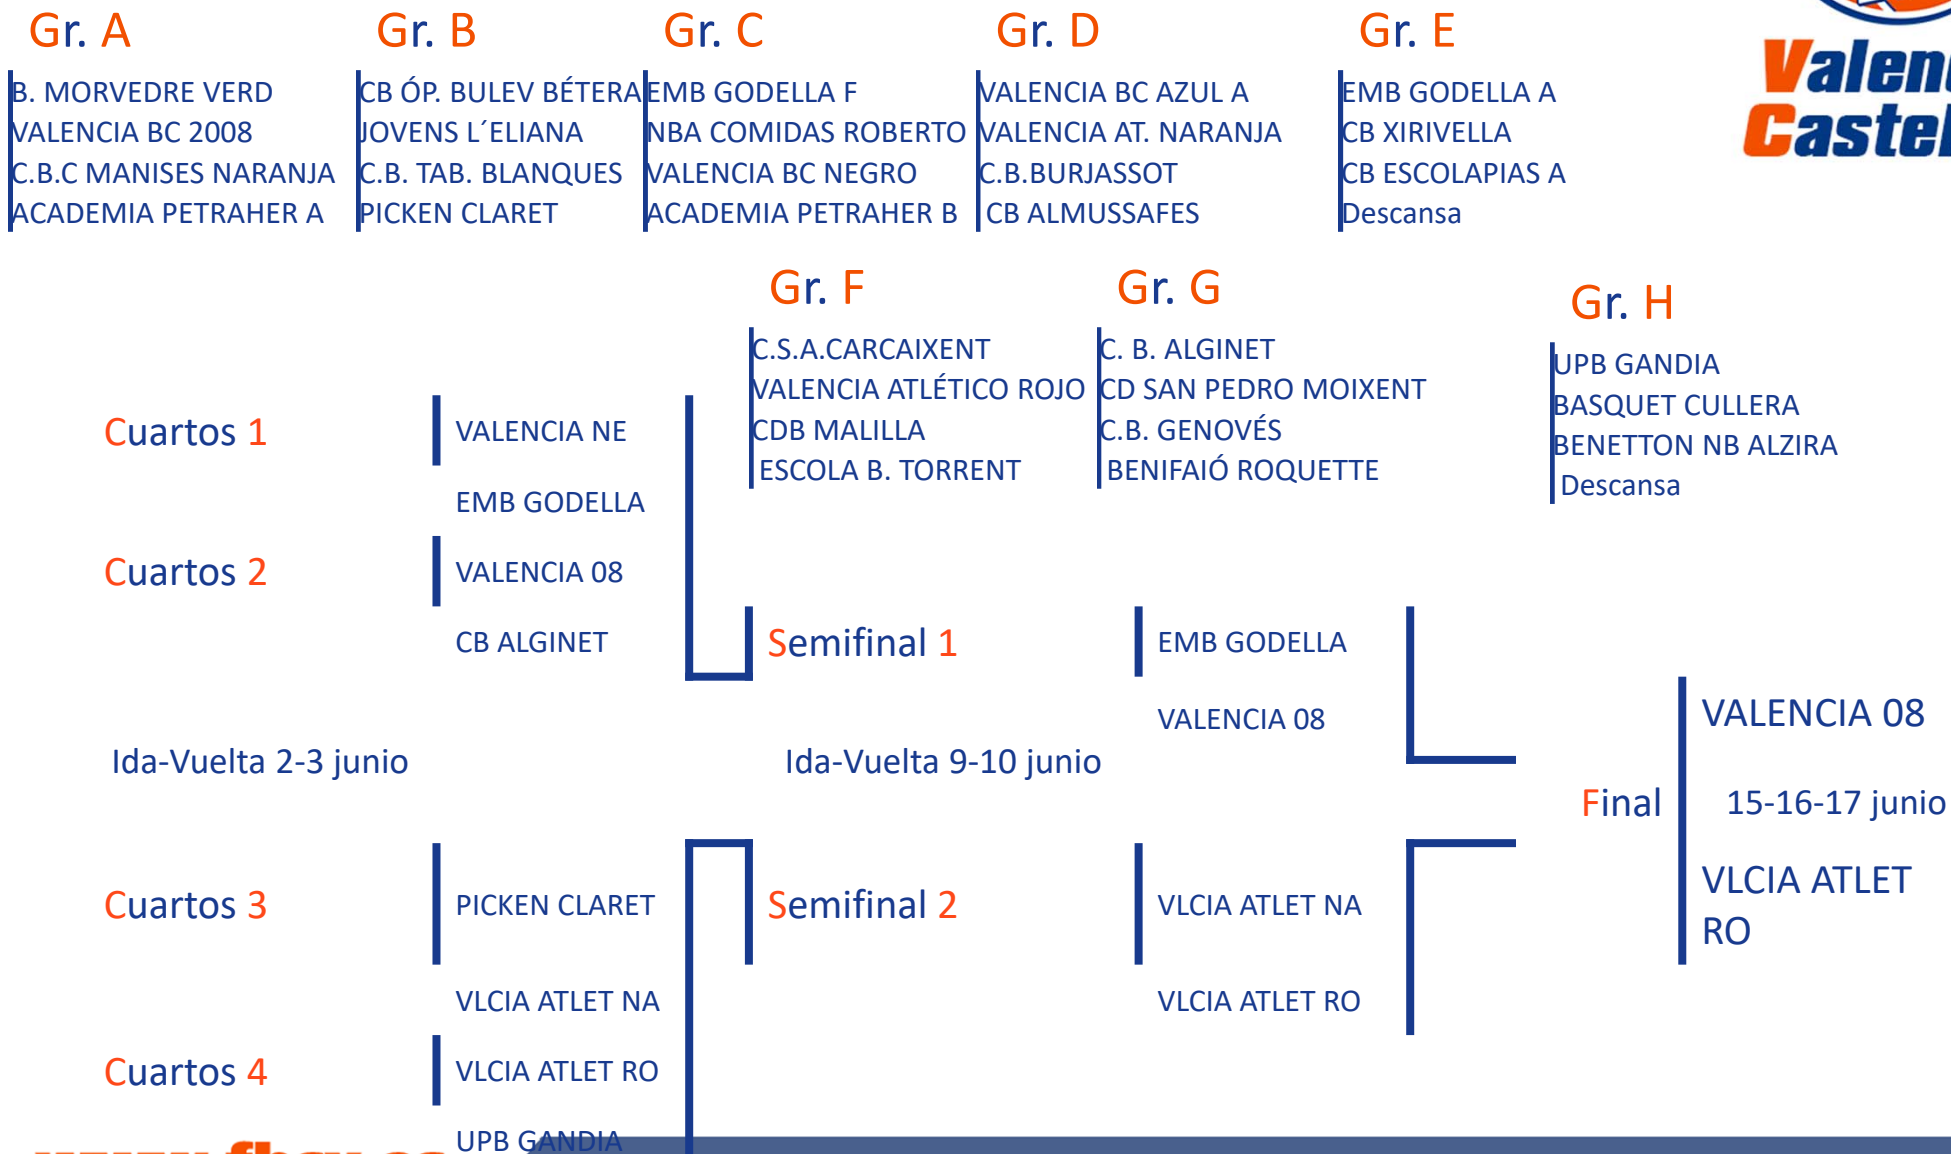 Gr. A
B. MORVEDRE VERD
VALENCIA BC 2008
C.B.C MANISES NARANJA
ACADEMIA PETRAHER A
Gr. B
CB ÓP. BULEV BÉTERA
JOVENS L´ELIANA
C.B. TAB. BLANQUES
PICKEN CLARET
Gr. C
EMB GODELLA F
NBA COMIDAS ROBERTO
VALENCIA BC NEGRO
ACADEMIA PETRAHER B
Gr. D
VALENCIA BC AZUL A
VALENCIA AT. NARANJA
C.B.BURJASSOT
CB ALMUSSAFES
Gr. E
EMB GODELLA A
CB XIRIVELLA
CB ESCOLAPIAS A
Descansa
Gr. F
C.S.A.CARCAIXENT
VALENCIA ATLÉTICO ROJO
CDB MALILLA
ESCOLA B. TORRENT
Gr. G
C. B. ALGINET
CD SAN PEDRO MOIXENT
C.B. GENOVÉS
BENIFAIÓ ROQUETTE
Gr. H
UPB GANDIA
BASQUET CULLERA
BENETTON NB ALZIRA
Descansa
Cuartos 1
VALENCIA NE
EMB GODELLA
Cuartos 2
VALENCIA 08
CB ALGINET
Semifinal 1
EMB GODELLA
VALENCIA 08
Ida-Vuelta 2-3 junio
Ida-Vuelta 9-10 junio
VALENCIA 08
Final
15-16-17 junio
VLCIA ATLET
RO
Cuartos 3
PICKEN CLARET
VLCIA ATLET NA
Semifinal 2
VLCIA ATLET NA
VLCIA ATLET RO
Cuartos 4
VLCIA ATLET RO
UPB GANDIA